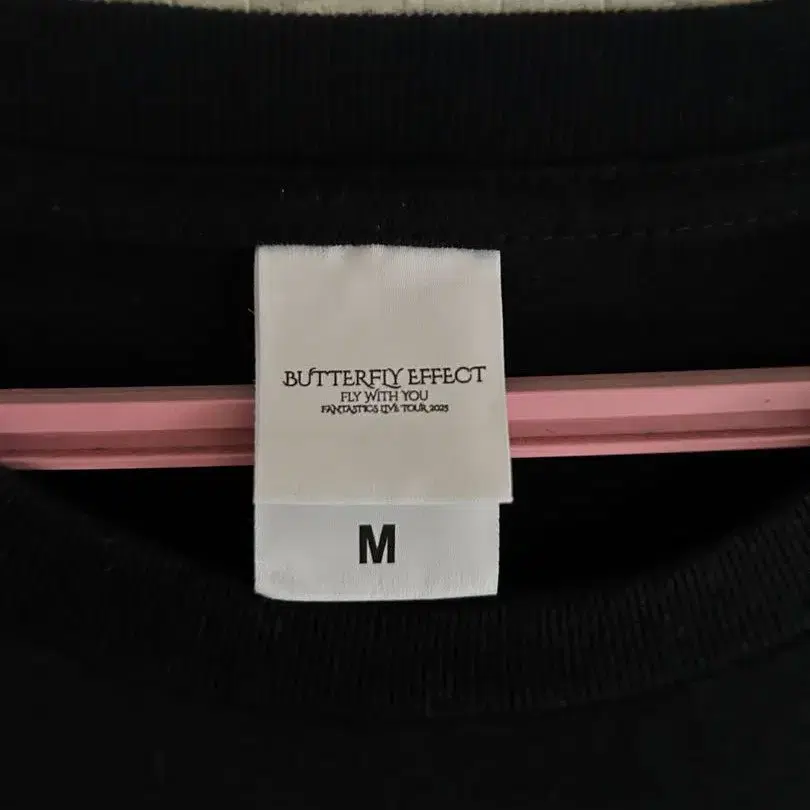 BUTTERFLY EFFECT
FLY WITH YOU
FANTASTICS LIVE TOUR 2025
M